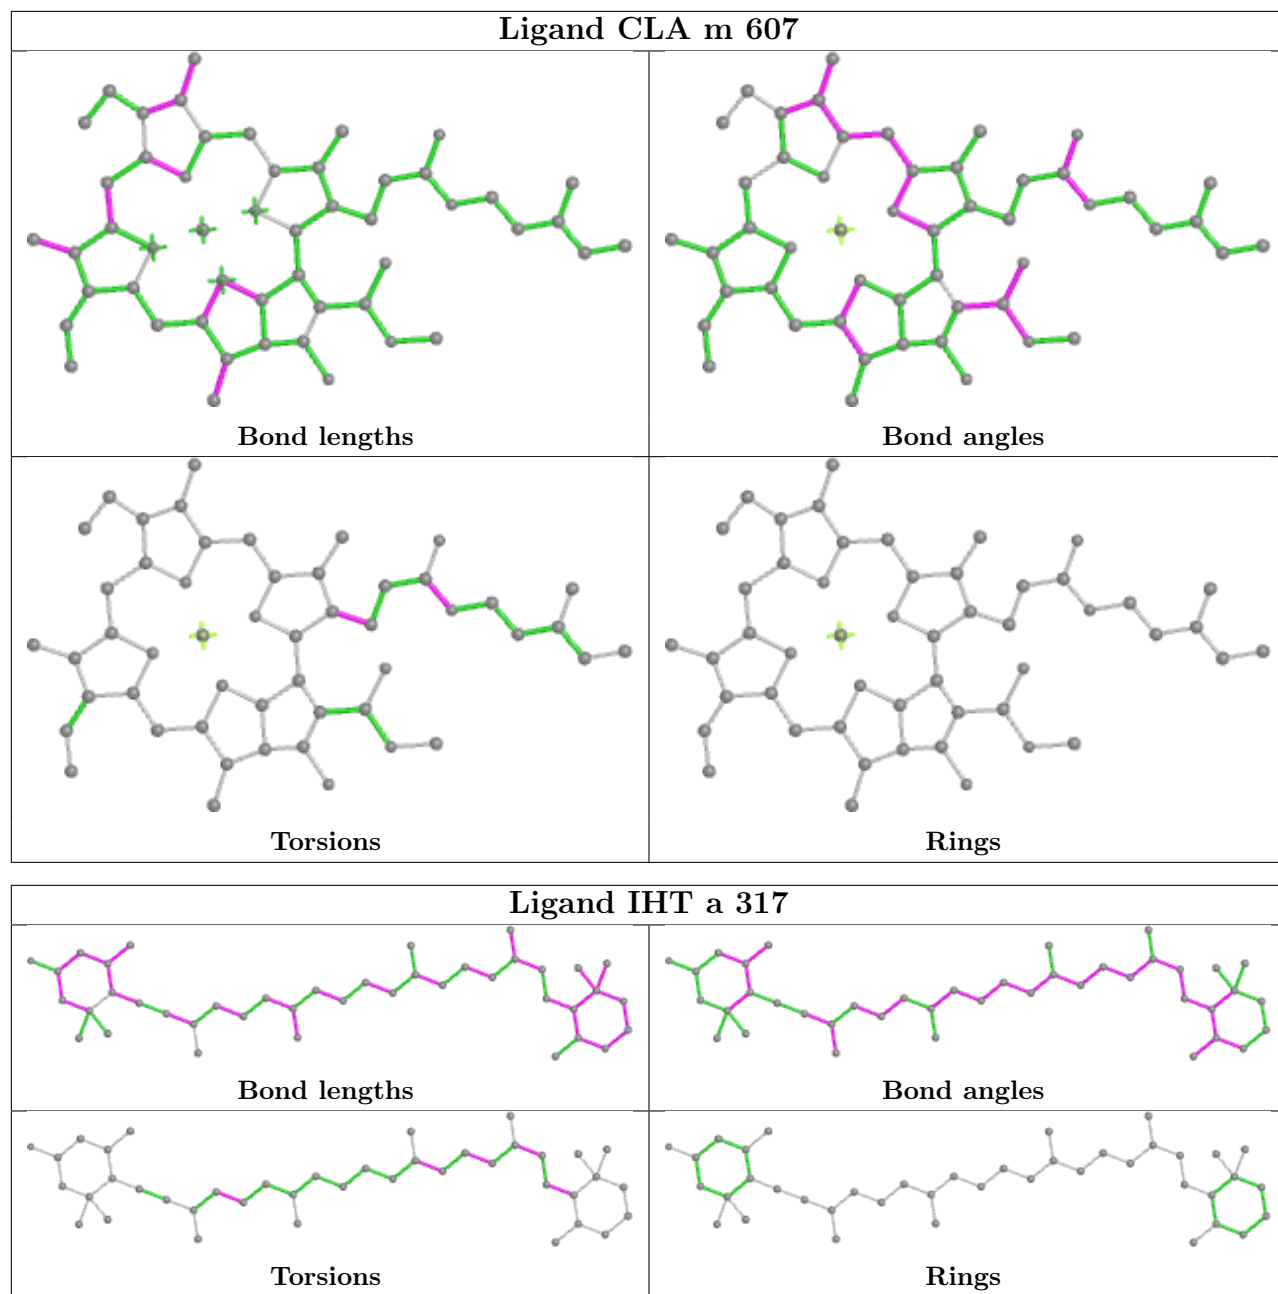 Ligand CLA m 607
Bond lengths
Bond angles
Torsions
Rings
Ligand IHT a 317
Bond lengths
Bond angles
Torsions
Rings